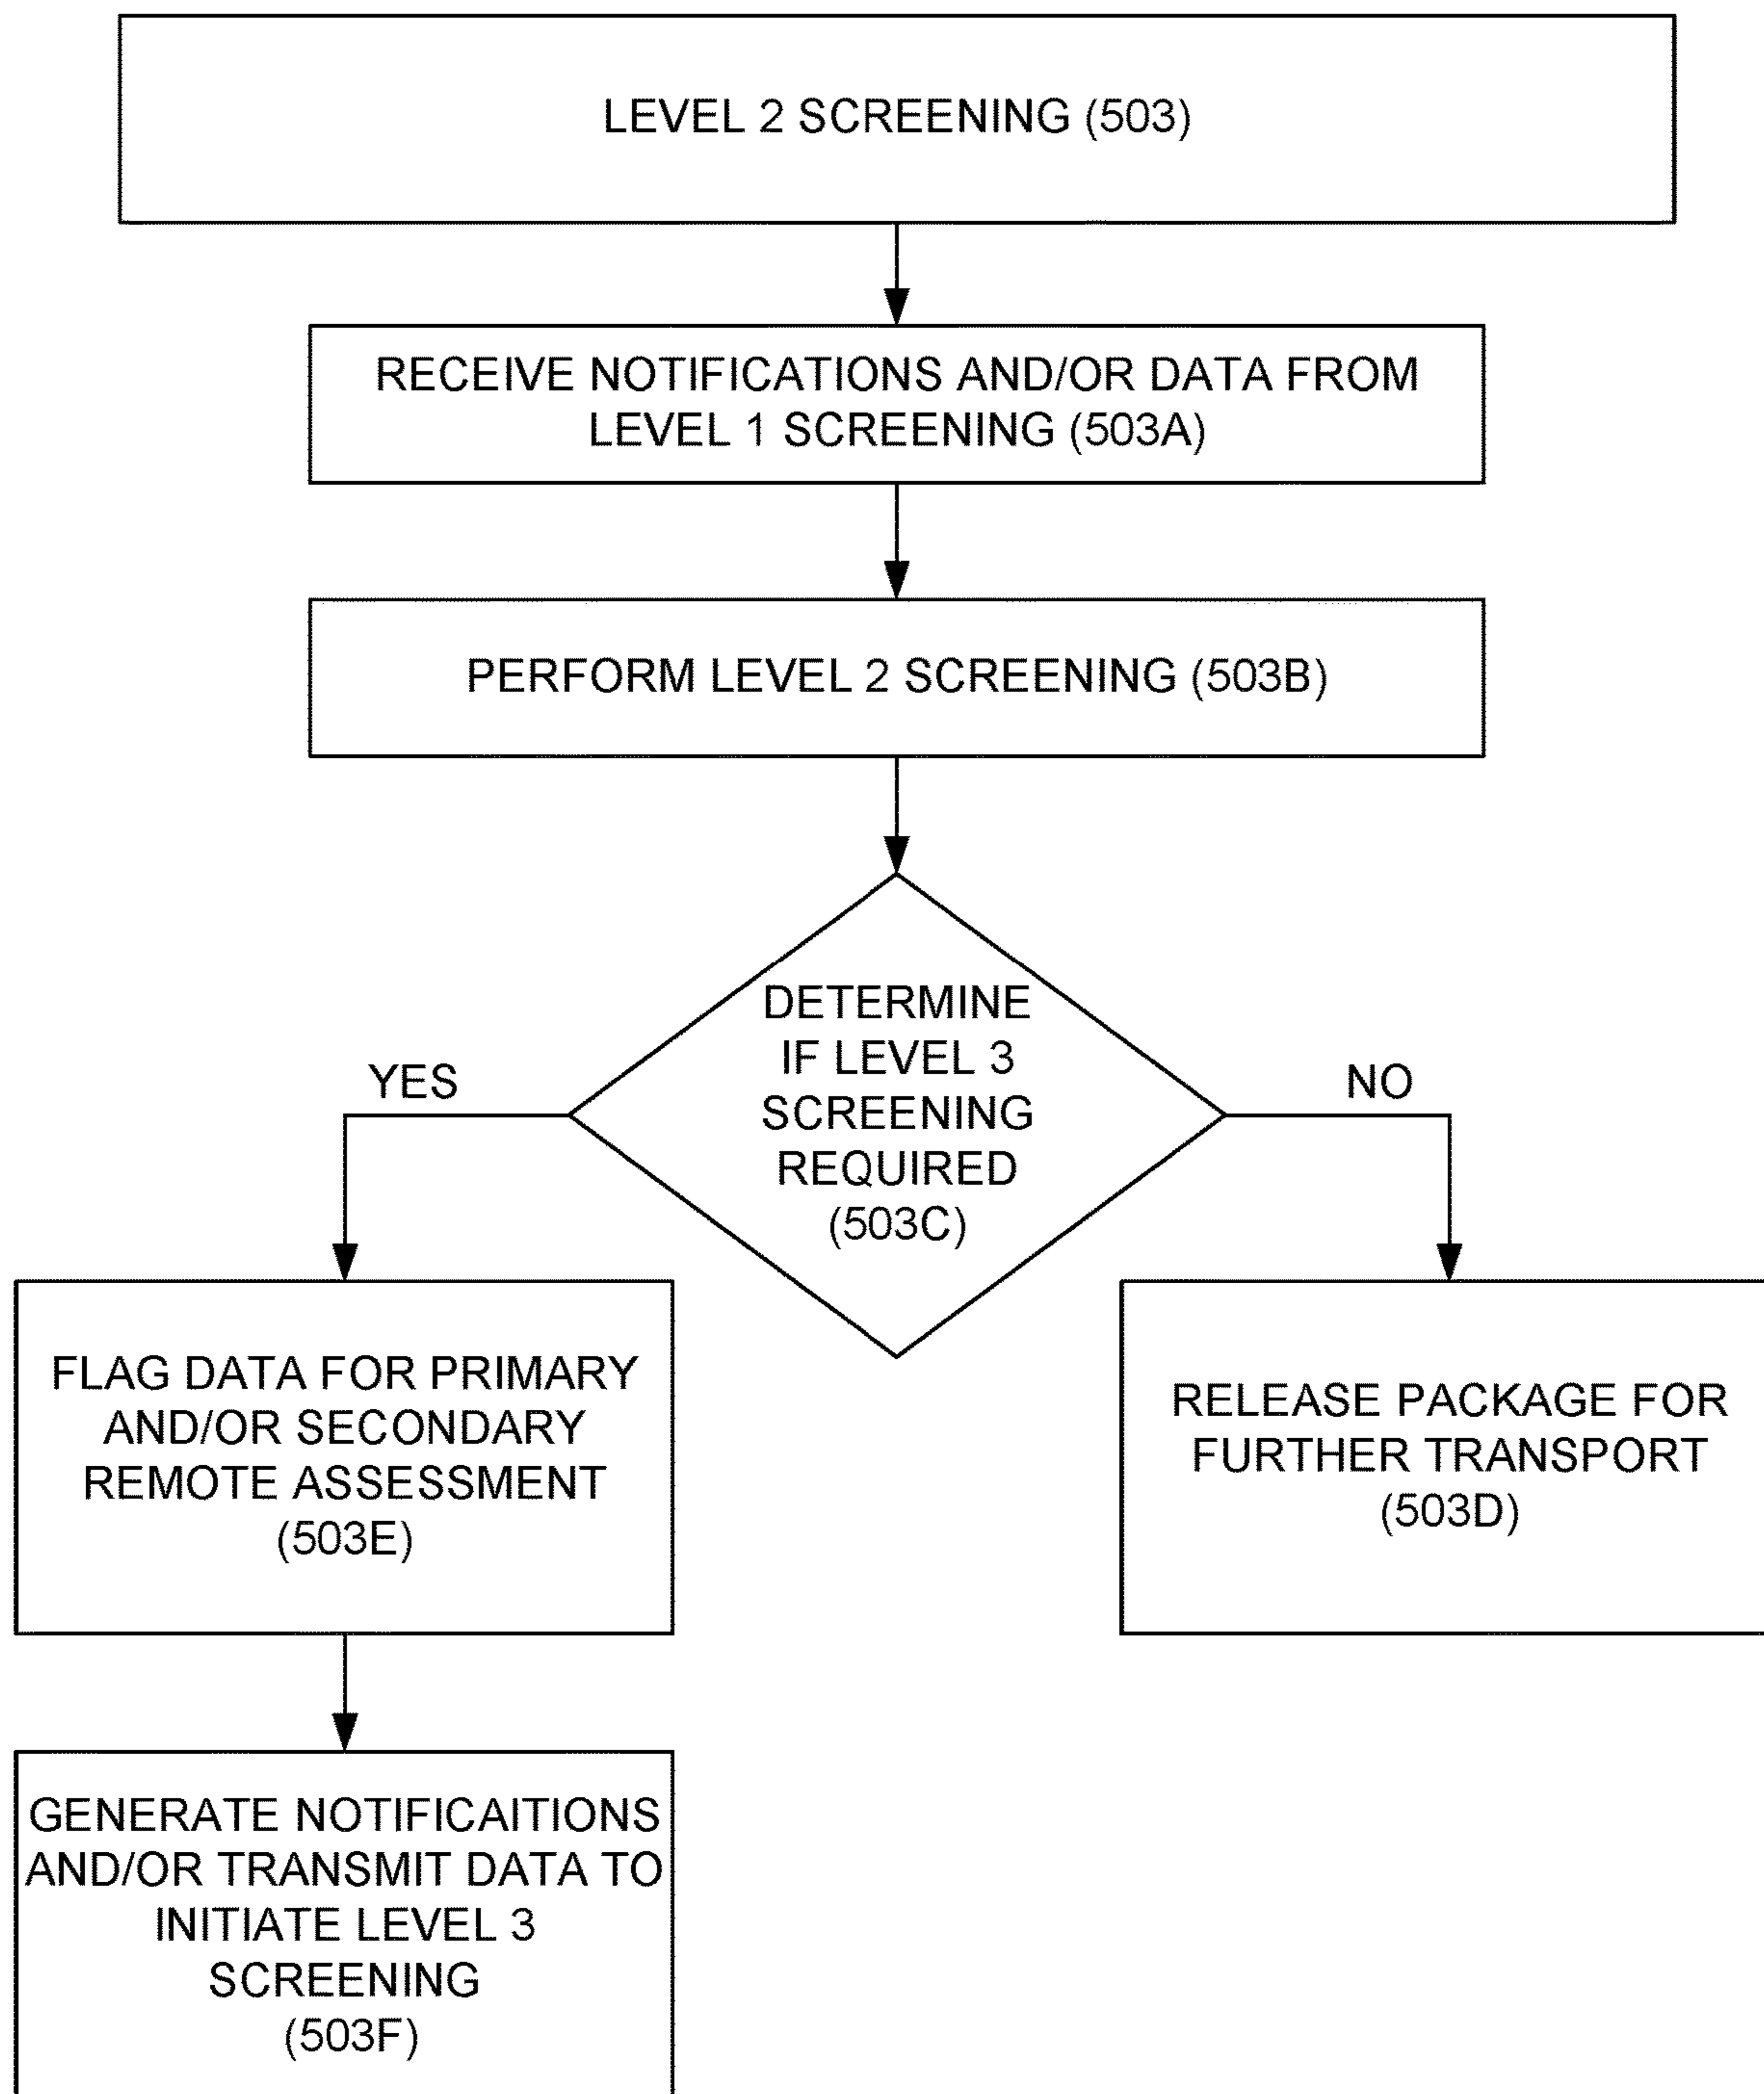 LEVEL 2 SCREENING (503)
RECEIVE NOTIFICATIONS AND/OR DATA FROM
LEVEL 1 SCREENING (503A)
PERFORM LEVEL 2 SCREENING (503B)
DETERMINE
IF LEVEL 3
SCREENING
REQUIRED
(503C)
YES
NO
FLAG DATA FOR PRIMARY
AND/OR SECONDARY
REMOTE ASSESSMENT
(503E)
RELEASE PACKAGE FOR
FURTHER TRANSPORT
(503D)
GENERATE NOTIFICAITIONS
AND/OR TRANSMIT DATA TO
INITIATE LEVEL 3
SCREENING
(503F)